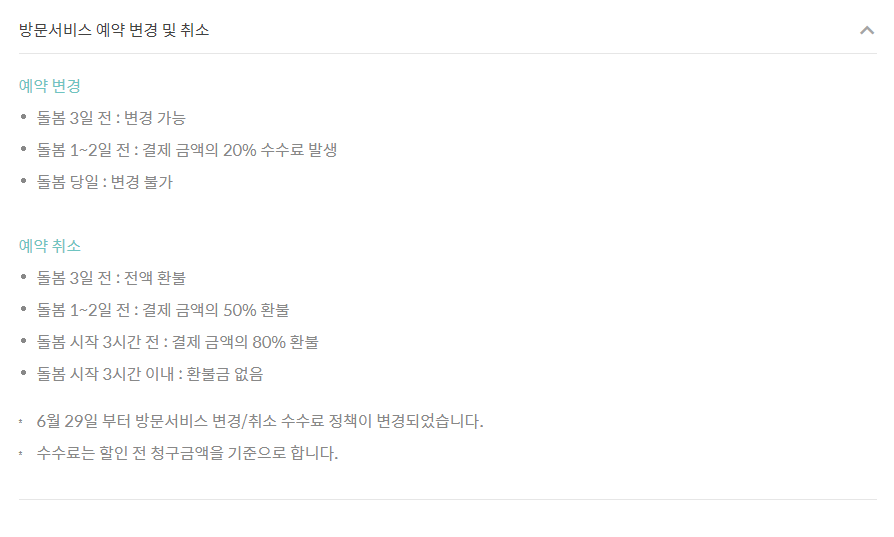 방문서비스 예약 변경 및 취소
예약 변경
• 돌봄 3일 전 : 변경 가능
• 돌봄 1~2일 전 : 결제 금액의 20% 수수료 발생
• 돌봄 당일 : 변경 불가
예약 취소
• 돌봄 3일 전 : 전액 환불
• 돌봄 1~2일 전 : 결제 금액의 50% 환불
• 돌봄 시작 3시간 전 : 결제 금액의 80% 환불
• 돌봄 시작 3시간 이내 : 환불금 없음
* 6월 29일 부터 방문서비스 변경/취소 수수료 정책이 변경되었습니다.
* 수수료는 할인 전 청구금액을 기준으로 합니다.